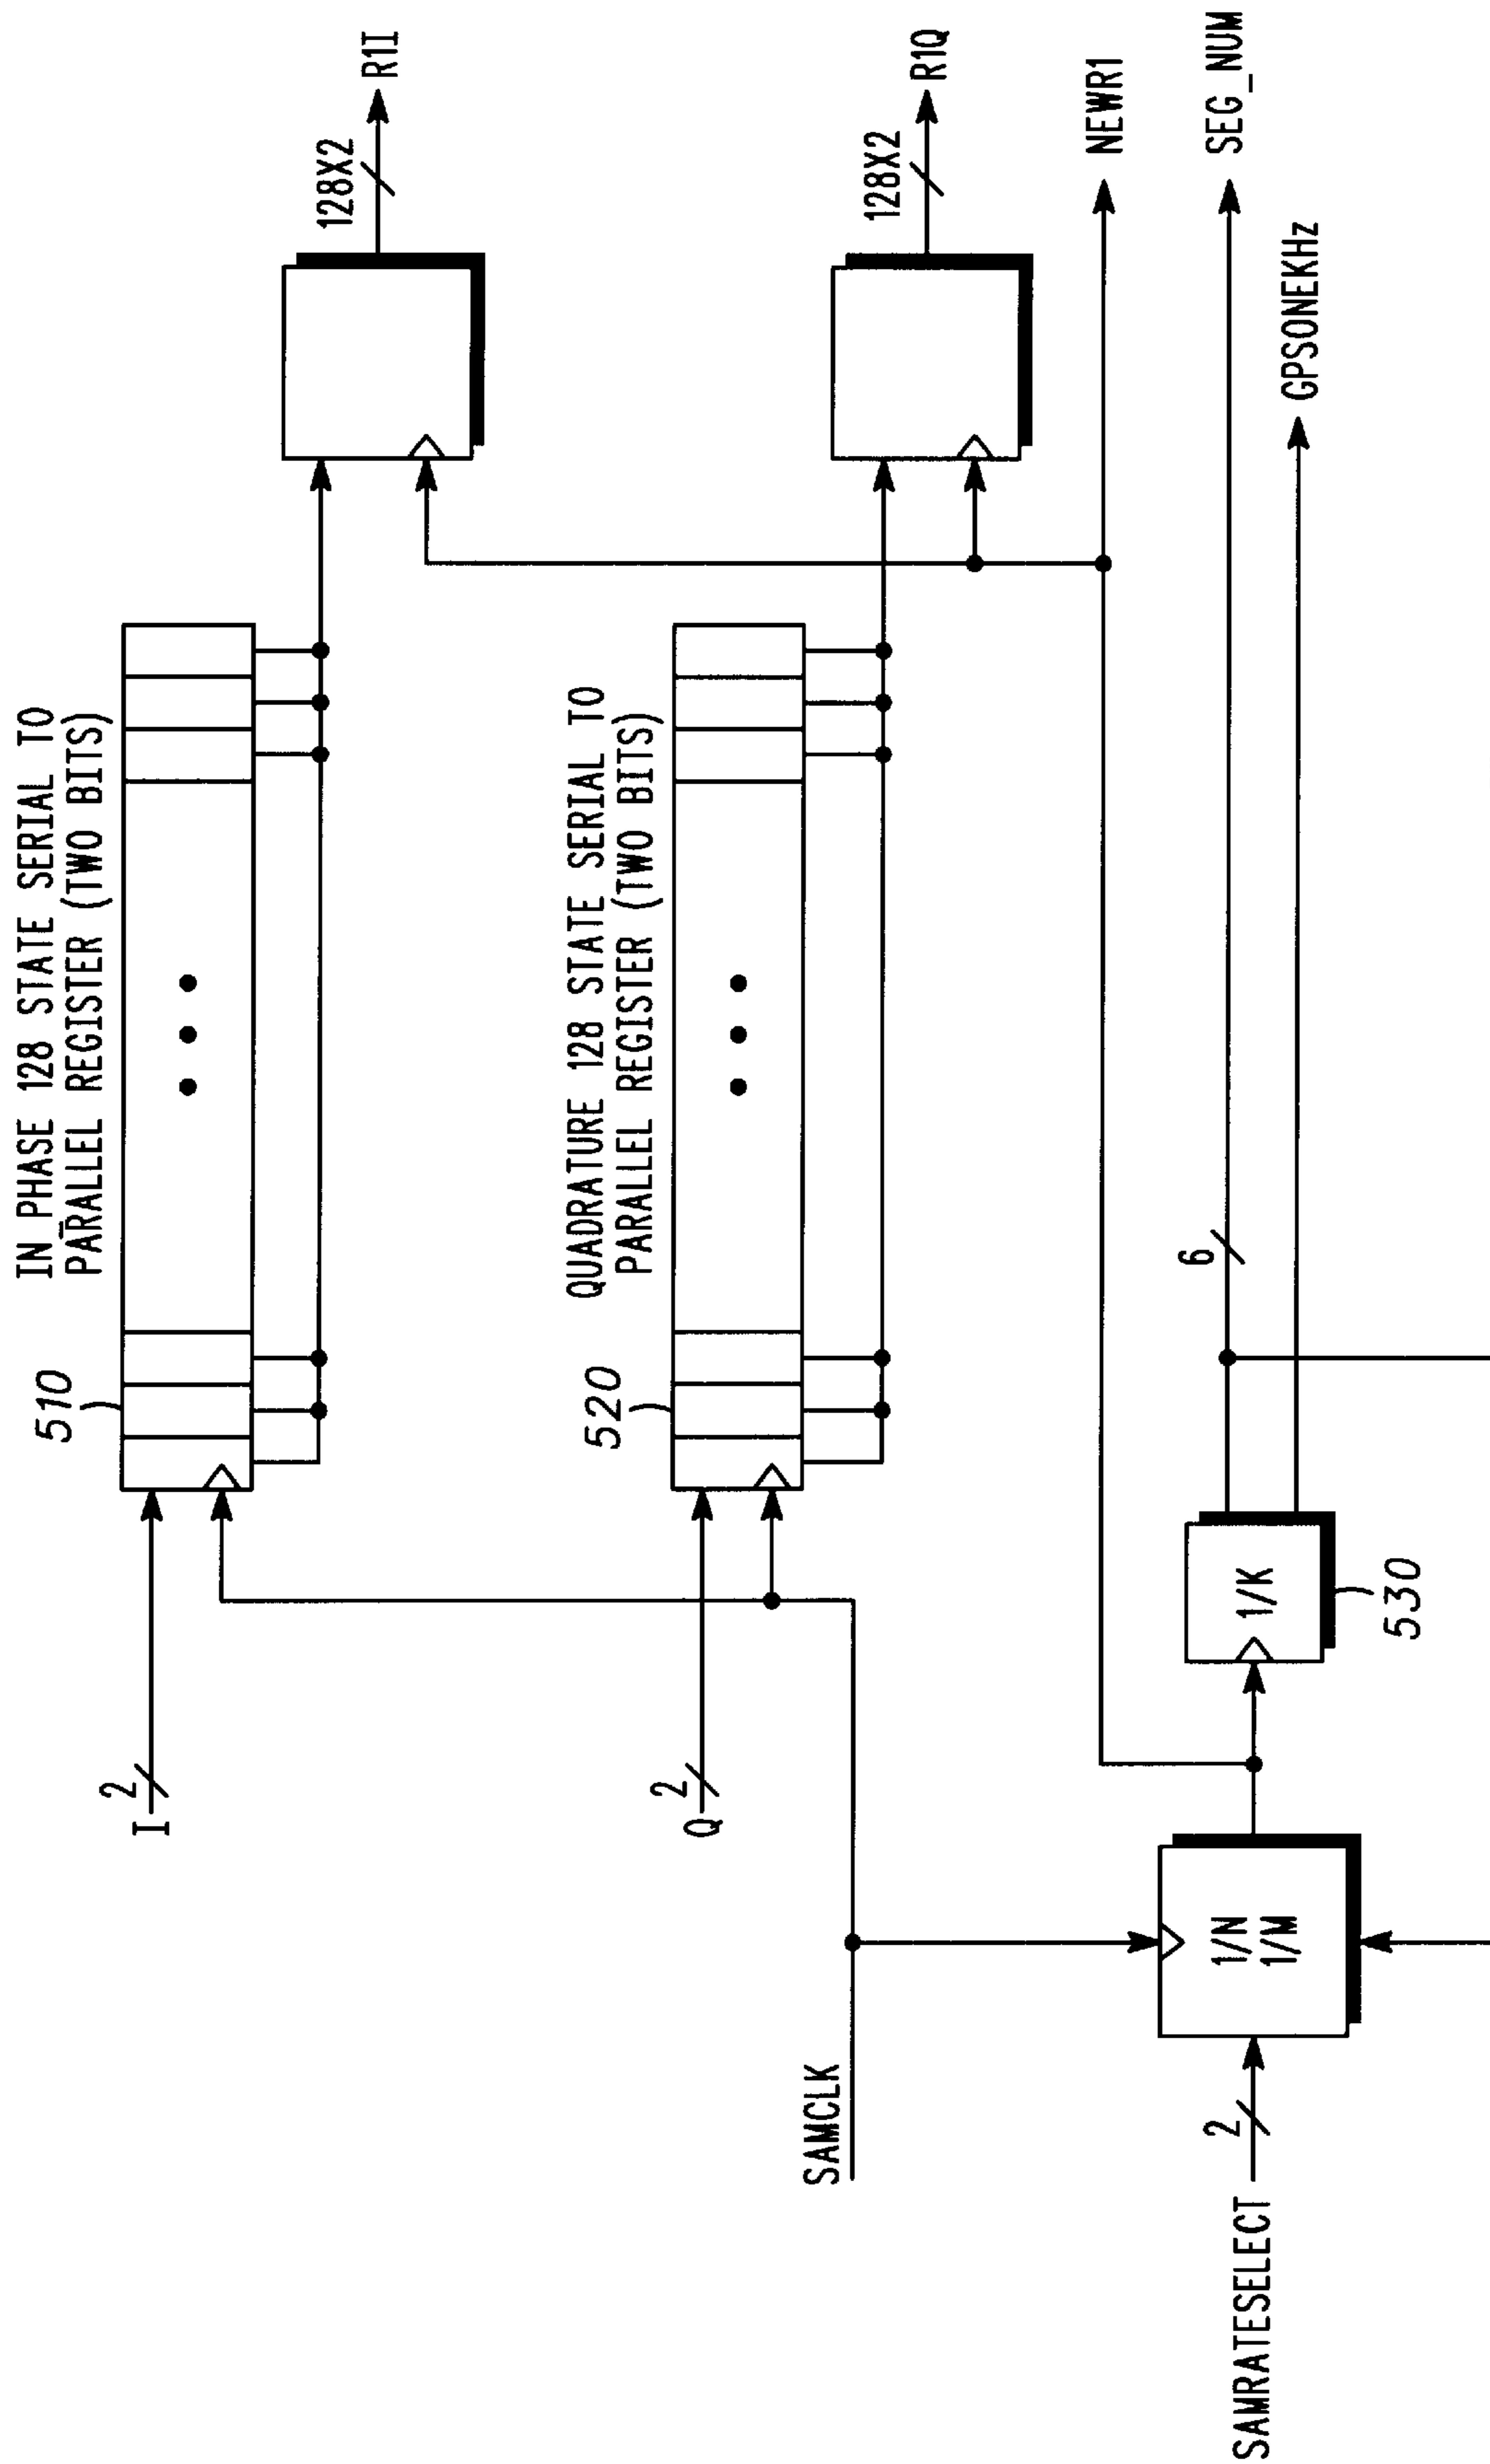 IN_PHASE 128 STATE SERIAL TO
PARALLEL REGISTER (TWO BITS)
510
I
2
128X2
R1I
QUADRATURE 128 STATE SERIAL TO
PARALLEL REGISTER (TWO BITS)
520
Q
2
128X2
R1Q
SAMCLK
NEWR1
6
SEG_NUM
GPSONEKHz
1/K
530
SAMRATESELECT
2
1/N
1/M